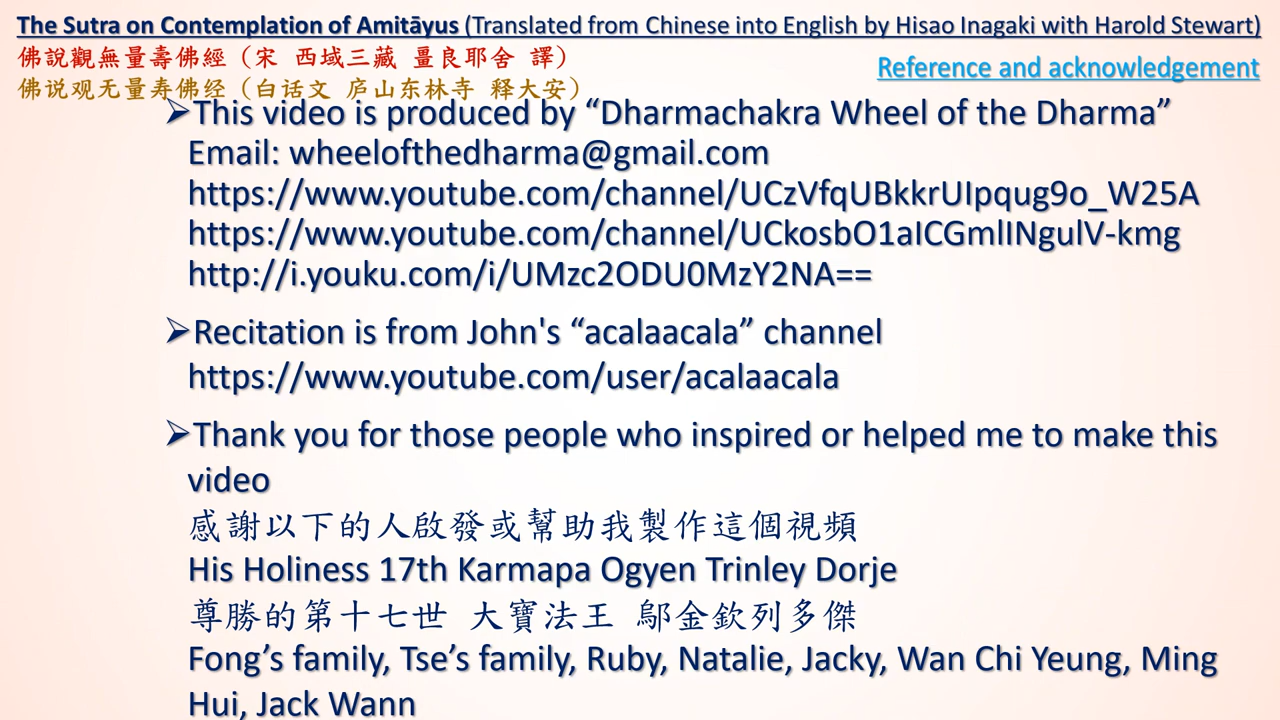 The Sutra on Contemplation of Amitāyus (Translated from Chinese into English by Hisao Inagaki with Harold Stewart)
佛說觀無量壽佛經（宋 西域三藏 畺良耶舍 譯）
Reference and acknowledgement
佛说观无量寿佛经（白话文 庐山东林寺 释大安）
➢This video is produced by “Dharmachakra Wheel of the Dharma”
Email: wheelofthedharma@gmail.com
https://www.youtube.com/channel/UCzVfqUBkkrUIpqug9o_W25A
https://www.youtube.com/channel/UCkosbO1aICGmlINgulV-kmg
http://i.youku.com/i/UMzc2ODU0MzY2NA==
➢Recitation is from John's “acalaacala” channel
https://www.youtube.com/user/acalaacala
➢Thank you for those people who inspired or helped me to make this
video
感謝以下的人啟發或幫助我製作這個視頻
His Holiness 17th Karmapa Ogyen Trinley Dorje
尊勝的第十七世 大寶法王 鄔金欽列多傑
Fong’s family, Tse’s family, Ruby, Natalie, Jacky, Wan Chi Yeung, Ming
Hui, Jack Wann